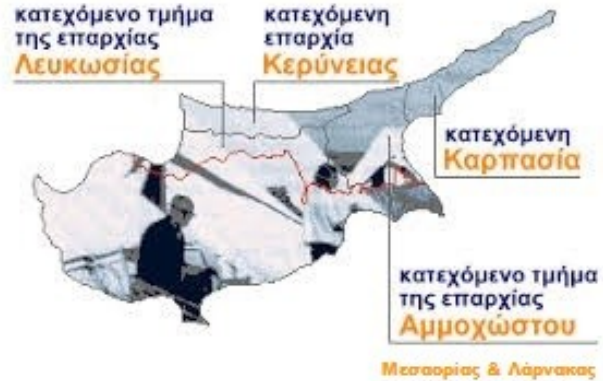 κατεχόμενο τμήμα
της επαρχίας
Λευκωσίας
κατεχόμενη
επαρχία
Κερύνειας
κατεχόμενη
Καρπασία
κατεχόμενο τμήμα
της επαρχίας
Αμμοχώστου
Μεσαορίας & Λάρνακας